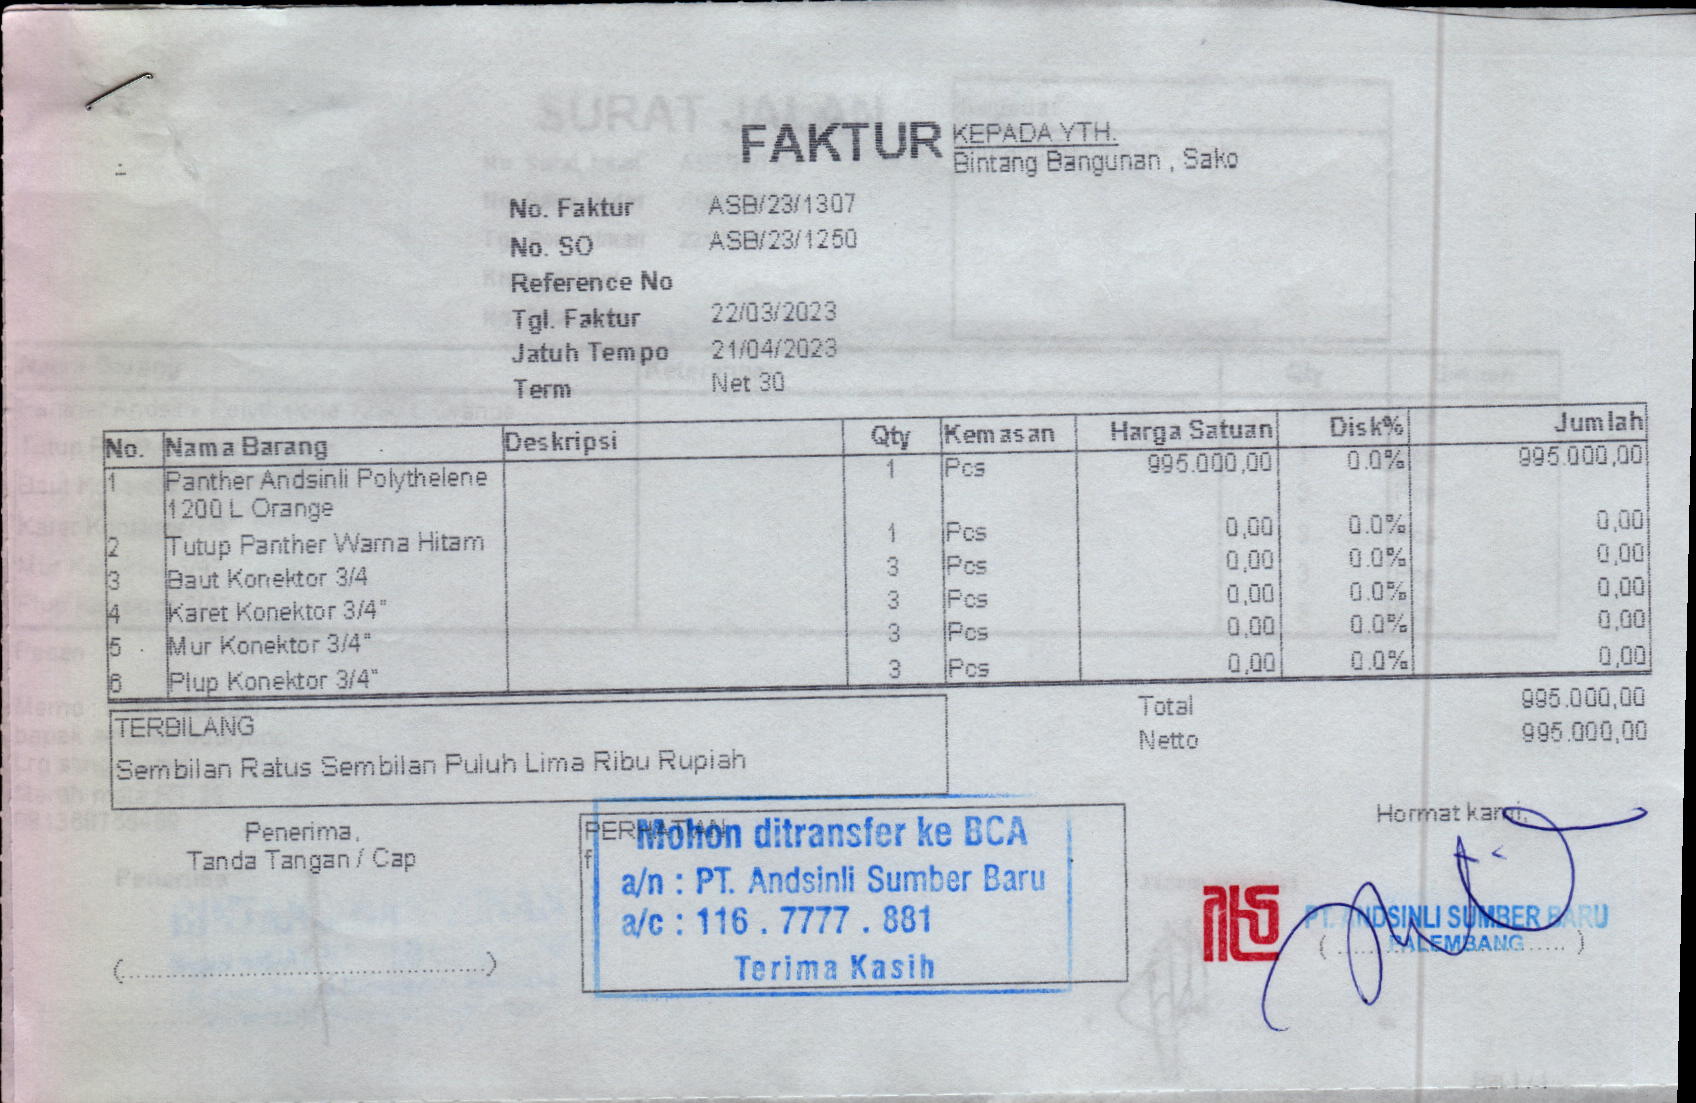 FAKTUR
KEPADA YTH.
Bintang Bangunan , Sako
No. Faktur ASB/23/1307
No. SO ASB/23/1250
Reference No
Tgl. Faktur 22/03/2023
Jatuh Tempo 21/04/2023
Term Net 30
No. Nama Barang Deskripsi Qty Kemasan Harga Satuan Disk% Jumlah
1 Panther Andsinli Polythelene 1 Pcs 995.000,00 0.0% 995.000,00
1200 L Orange
2 Tutup Panther Warna Hitam 1 Pcs 0,00 0.0% 0,00
3 Baut Konektor 3/4 3 Pcs 0,00 0.0% 0,00
4 Karet Konektor 3/4" 3 Pcs 0,00 0.0% 0,00
5 Mur Konektor 3/4" 3 Pcs 0,00 0.0% 0,00
6 Plup Konektor 3/4" 3 Pcs 0,00 0.0% 0,00
Total 995.000,00
Netto 995.000,00
TERBILANG
Sembilan Ratus Sembilan Puluh Lima Ribu Rupiah
Penerima,
Tanda Tangan / Cap
(........................................)
PERHATIAN
Mohon ditransfer ke BCA
a/n : PT. Andsinli Sumber Baru
a/c : 116 . 7777 . 881
Terima Kasih
Hormat kami,
PT. ANDSINLI SUMBER BARU
PALEMBANG